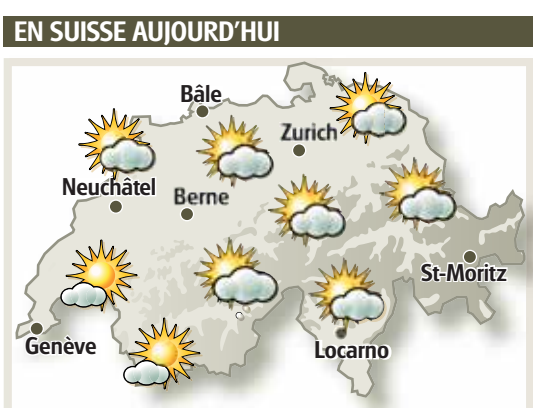 EN SUISSE AUJOURD'HUI
Bâle
Zurich
Neuchâtel
Berne
St-Moritz
Genève
Locarno